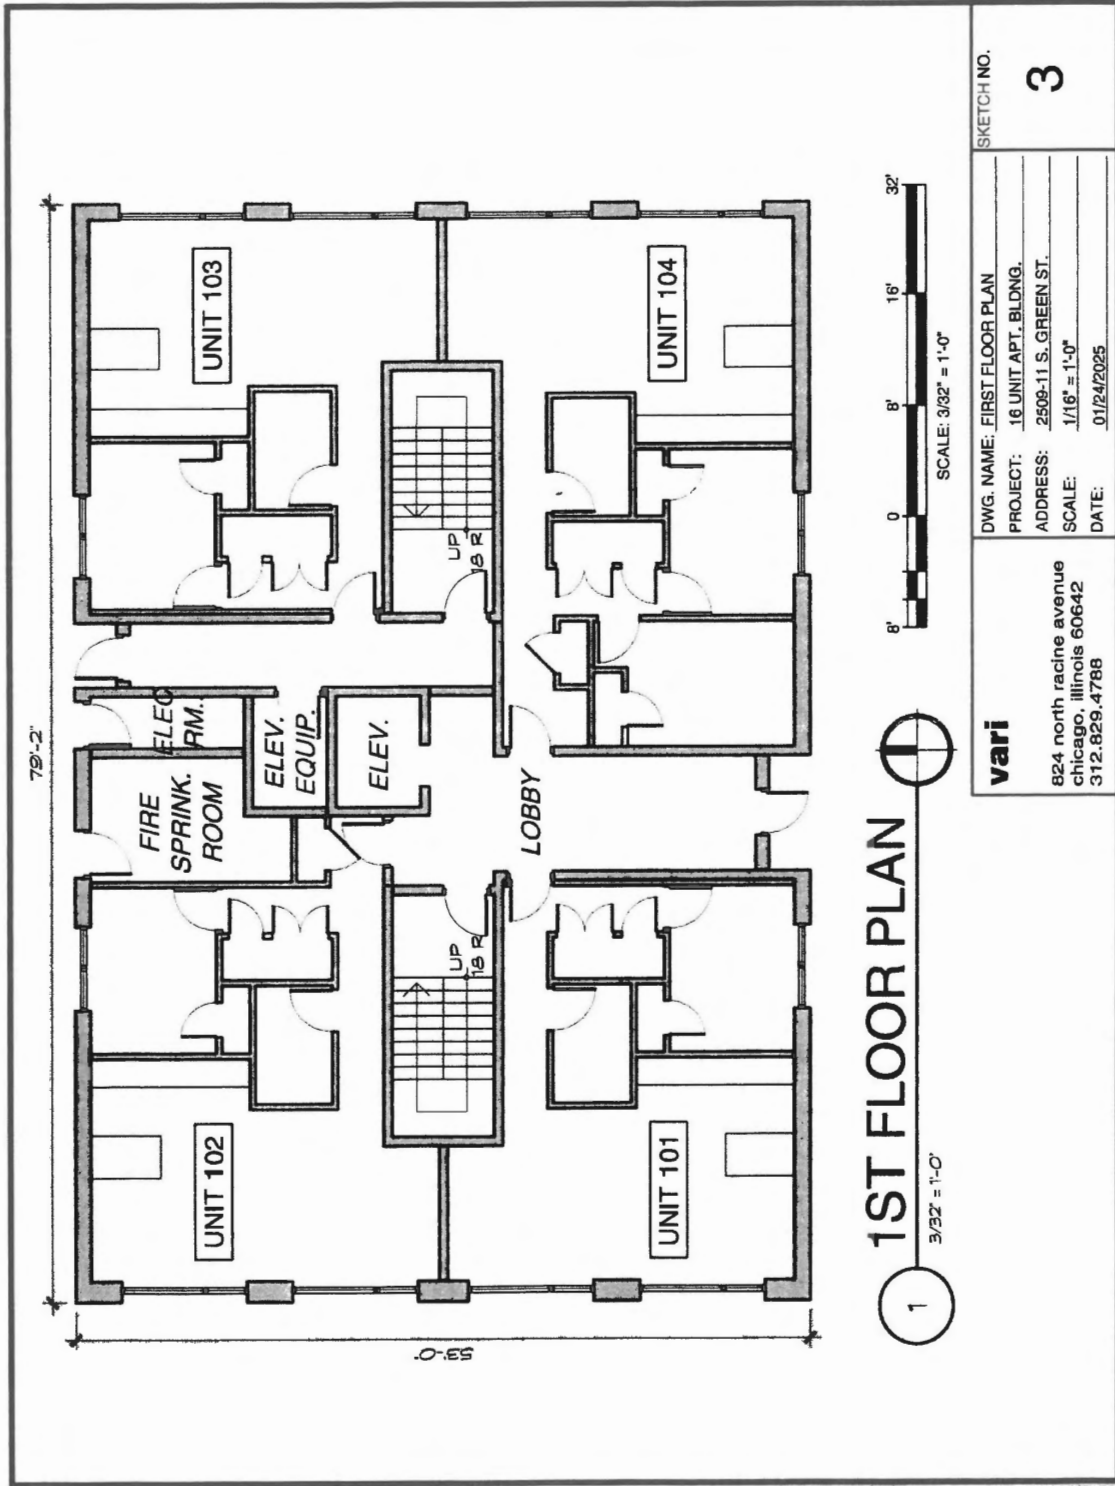 79'-2"
53'-0"
FIRE
SPRINK.
ROOM
ELEC
RM.
ELEV.
EQUIP.
ELEV.
LOBBY
UNIT 102
UNIT 103
UP
18 R
UP
18 R
UNIT 101
UNIT 104
1
1ST FLOOR PLAN
3/32" = 1'-0"
8'
0
8'
16'
32'
SCALE: 3/32" = 1'-0"
vari
824 north racine avenue
chicago, illinois 60642
312.829.4788
DWG. NAME: FIRST FLOOR PLAN
PROJECT: 16 UNIT APT. BLDNG.
ADDRESS: 2509-11 S. GREEN ST.
SCALE: 1/16" = 1'-0"
DATE: 01/24/2025
SKETCH NO.
3